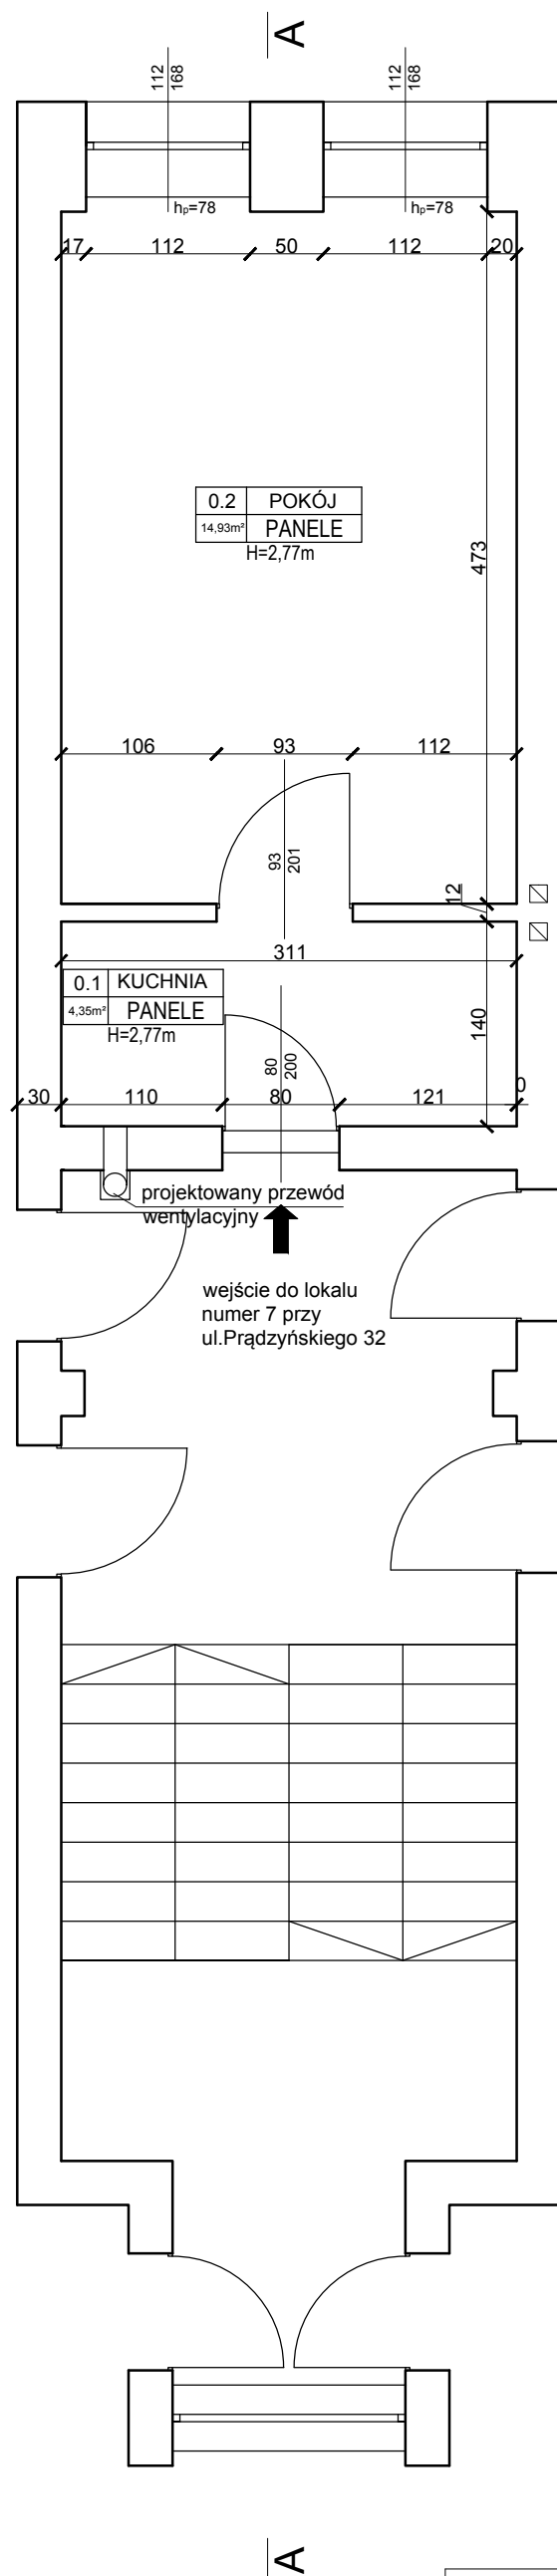 A
112
168
112
168
hp=78
hp=78
17
112
50
112
20
0.2 POKÓJ
14,93m² PANELE
H=2,77m
473
106
93
112
93
201
12
311
0.1 KUCHNIA
4,35m² PANELE
H=2,77m
140
80
200
30
110
80
121
0
projektowany przewód
wentylacyjny
wejście do lokalu
numer 7 przy
ul.Prądzyńskiego 32
A